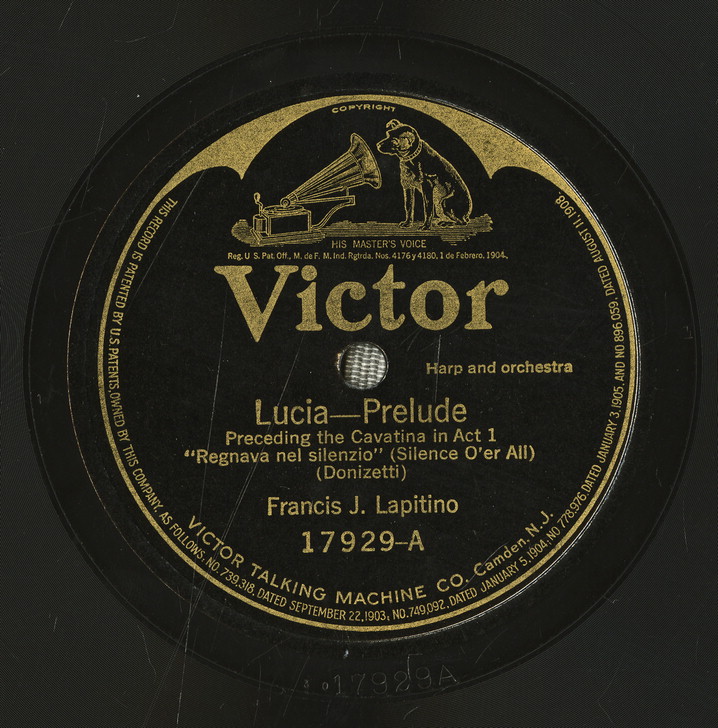 COPYRIGHT
HIS MASTER'S VOICE
Reg. U S. Pat. Off., M. de F. M. Ind. Rgtrda. Nos. 4176 y 4180, 1 de Febrero, 1904,
Victor
Harp and orchestra
Lucia—Prelude
Preceding the Cavatina in Act 1
“Regnava nel silenzio” (Silence O'er All)
(Donizetti)
Francis J. Lapitino
17929-A
VICTOR TALKING MACHINE CO. Camden, N. J.
THIS RECORD IS PATENTED BY U.S. PATENTS, OWNED BY THIS COMPANY, AS FOLLOWS, NO. 739,318, DATED SEPTEMBER 22, 1903; NO. 749,092, DATED JANUARY 5, 1904; NO 778,976 DATED JANUARY 3, 1905, AND NO 896,059, DATED AUGUST 11, 1908
17929A